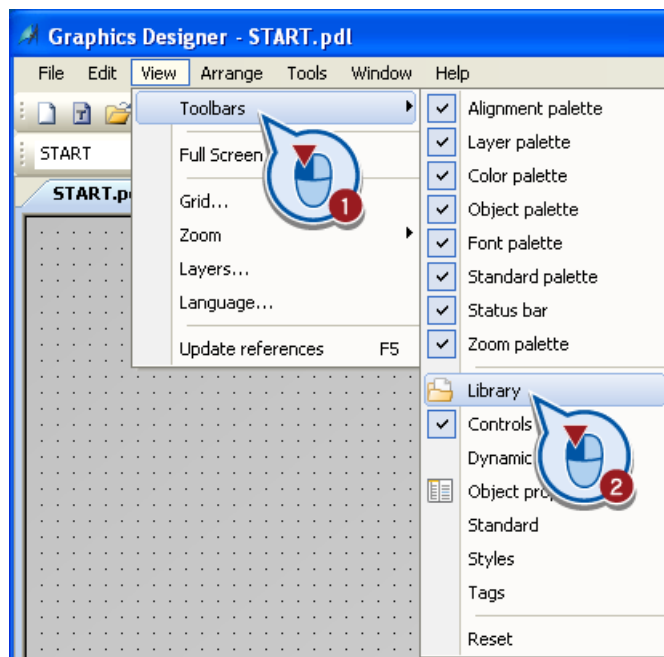 Graphics Designer - START.pdl
File Edit View Arrange Tools Window Help
START
START.p
Toolbars
Full Screen
Grid...
Zoom
Layers...
Language...
Update references F5
1
Alignment palette
Layer palette
Color palette
Object palette
Font palette
Standard palette
Status bar
Zoom palette
Library
Controls
Dynamic
Object pro
2
Standard
Styles
Tags
Reset